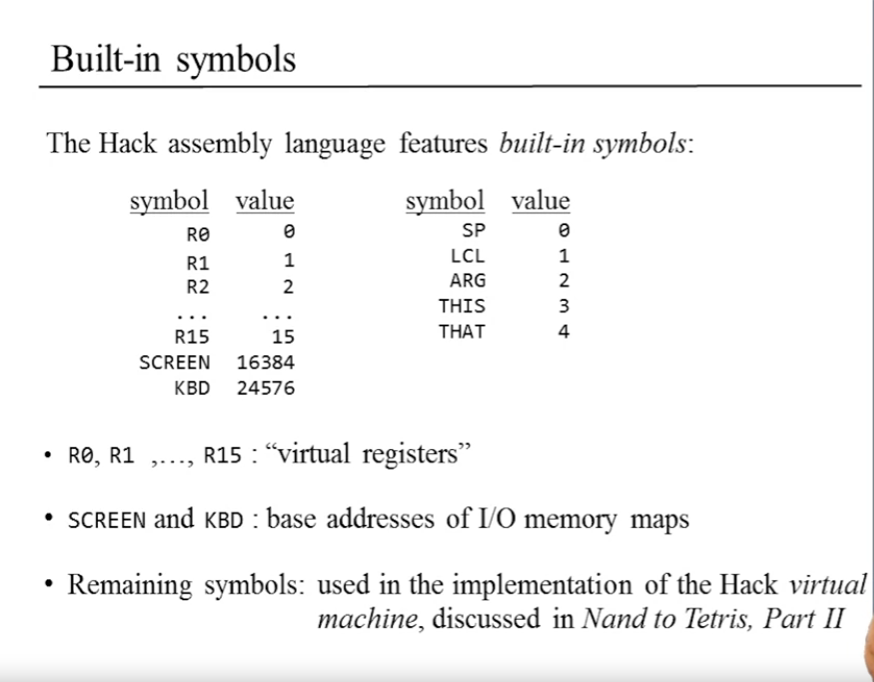 Built-in symbols
The Hack assembly language features built-in symbols:
symbol value symbol value
R0 0 SP 0
R1 1 LCL 1
R2 2 ARG 2
... ... THIS 3
R15 15 THAT 4
SCREEN 16384
KBD 24576
• R0, R1 ,..., R15 : “virtual registers”
• SCREEN and KBD : base addresses of I/O memory maps
• Remaining symbols: used in the implementation of the Hack virtual
machine, discussed in Nand to Tetris, Part II